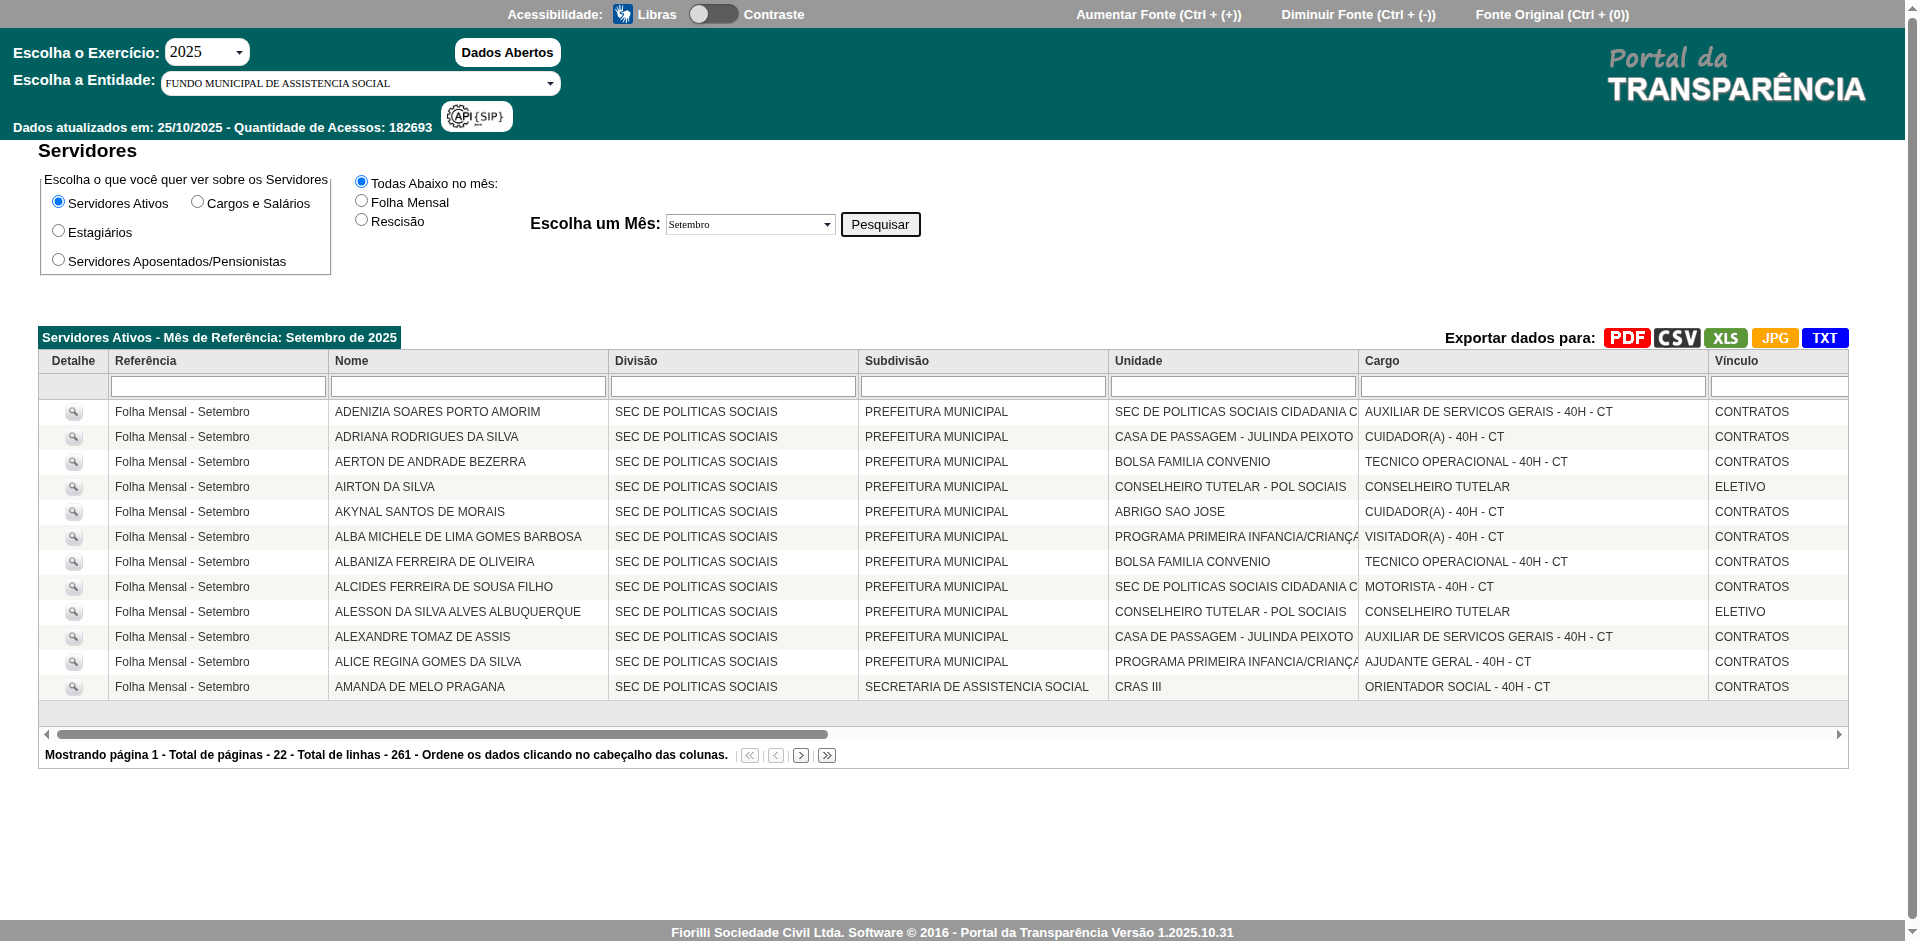 Acessibilidade: Libras Contraste Aumentar Fonte (Ctrl + (+)) Diminuir Fonte (Ctrl + (-)) Fonte Original (Ctrl + (0))
Escolha o Exercício: 2025 Dados Abertos
Escolha a Entidade: FUNDO MUNICIPAL DE ASSISTENCIA SOCIAL
Portal da
TRANSPARÊNCIA
Dados atualizados em: 25/10/2025 - Quantidade de Acessos: 182693 API {SIP}
Servidores
Escolha o que você quer ver sobre os Servidores
Servidores Ativos Cargos e Salários
Estagiários
Servidores Aposentados/Pensionistas
Todas Abaixo no mês:
Folha Mensal
Rescisão
Escolha um Mês: Setembro Pesquisar
Servidores Ativos - Mês de Referência: Setembro de 2025 Exportar dados para: PDF CSV XLS JPG TXT
Detalhe Referência Nome Divisão Subdivisão Unidade Cargo Vínculo
Folha Mensal - Setembro ADENIZIA SOARES PORTO AMORIM SEC DE POLITICAS SOCIAIS PREFEITURA MUNICIPAL SEC DE POLITICAS SOCIAIS CIDADANIA C AUXILIAR DE SERVICOS GERAIS - 40H - CT CONTRATOS
Folha Mensal - Setembro ADRIANA RODRIGUES DA SILVA SEC DE POLITICAS SOCIAIS PREFEITURA MUNICIPAL CASA DE PASSAGEM - JULINDA PEIXOTO CUIDADOR(A) - 40H - CT CONTRATOS
Folha Mensal - Setembro AERTON DE ANDRADE BEZERRA SEC DE POLITICAS SOCIAIS PREFEITURA MUNICIPAL BOLSA FAMILIA CONVENIO TECNICO OPERACIONAL - 40H - CT CONTRATOS
Folha Mensal - Setembro AIRTON DA SILVA SEC DE POLITICAS SOCIAIS PREFEITURA MUNICIPAL CONSELHEIRO TUTELAR - POL SOCIAIS CONSELHEIRO TUTELAR ELETIVO
Folha Mensal - Setembro AKYNAL SANTOS DE MORAIS SEC DE POLITICAS SOCIAIS PREFEITURA MUNICIPAL ABRIGO SAO JOSE CUIDADOR(A) - 40H - CT CONTRATOS
Folha Mensal - Setembro ALBA MICHELE DE LIMA GOMES BARBOSA SEC DE POLITICAS SOCIAIS PREFEITURA MUNICIPAL PROGRAMA PRIMEIRA INFANCIA/CRIANÇA VISITADOR(A) - 40H - CT CONTRATOS
Folha Mensal - Setembro ALBANIZA FERREIRA DE OLIVEIRA SEC DE POLITICAS SOCIAIS PREFEITURA MUNICIPAL BOLSA FAMILIA CONVENIO TECNICO OPERACIONAL - 40H - CT CONTRATOS
Folha Mensal - Setembro ALCIDES FERREIRA DE SOUSA FILHO SEC DE POLITICAS SOCIAIS PREFEITURA MUNICIPAL SEC DE POLITICAS SOCIAIS CIDADANIA C MOTORISTA - 40H - CT CONTRATOS
Folha Mensal - Setembro ALESSON DA SILVA ALVES ALBUQUERQUE SEC DE POLITICAS SOCIAIS PREFEITURA MUNICIPAL CONSELHEIRO TUTELAR - POL SOCIAIS CONSELHEIRO TUTELAR ELETIVO
Folha Mensal - Setembro ALEXANDRE TOMAZ DE ASSIS SEC DE POLITICAS SOCIAIS PREFEITURA MUNICIPAL CASA DE PASSAGEM - JULINDA PEIXOTO AUXILIAR DE SERVICOS GERAIS - 40H - CT CONTRATOS
Folha Mensal - Setembro ALICE REGINA GOMES DA SILVA SEC DE POLITICAS SOCIAIS PREFEITURA MUNICIPAL PROGRAMA PRIMEIRA INFANCIA/CRIANÇA AJUDANTE GERAL - 40H - CT CONTRATOS
Folha Mensal - Setembro AMANDA DE MELO PRAGANA SEC DE POLITICAS SOCIAIS SECRETARIA DE ASSISTENCIA SOCIAL CRAS III ORIENTADOR SOCIAL - 40H - CT CONTRATOS
Mostrando página 1 - Total de páginas - 22 - Total de linhas - 261 - Ordene os dados clicando no cabeçalho das colunas.
Fiorilli Sociedade Civil Ltda. Software © 2016 - Portal da Transparência Versão 1.2025.10.31